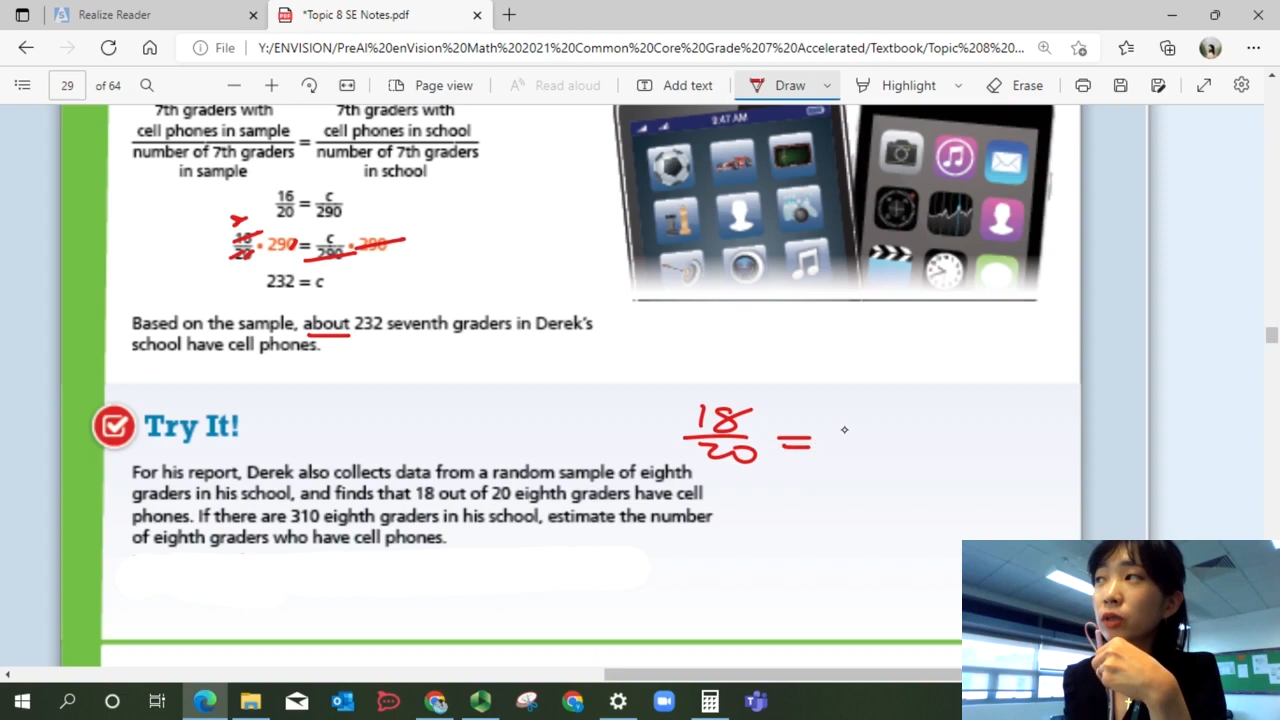 Realize Reader
*Topic 8 SE Notes.pdf
File
Y:/ENVISION/PreAl%20enVision%20Math%202021%20Common%20Core%20Grade%207%20Accelerated/Textbook/Topic%208%20...
29 of 64
Page view
Read aloud
Add text
Draw
Highlight
Erase
7th graders with 7th graders with
cell phones in sample = cell phones in school
number of 7th graders number of 7th graders
in sample in school
16/20 = c/290
16/20 • 290 = c/290 • 290
232 = c
9:47 AM
Based on the sample, about 232 seventh graders in Derek's
school have cell phones.
Try It!
18/20 =
For his report, Derek also collects data from a random sample of eighth
graders in his school, and finds that 18 out of 20 eighth graders have cell
phones. If there are 310 eighth graders in his school, estimate the number
of eighth graders who have cell phones.